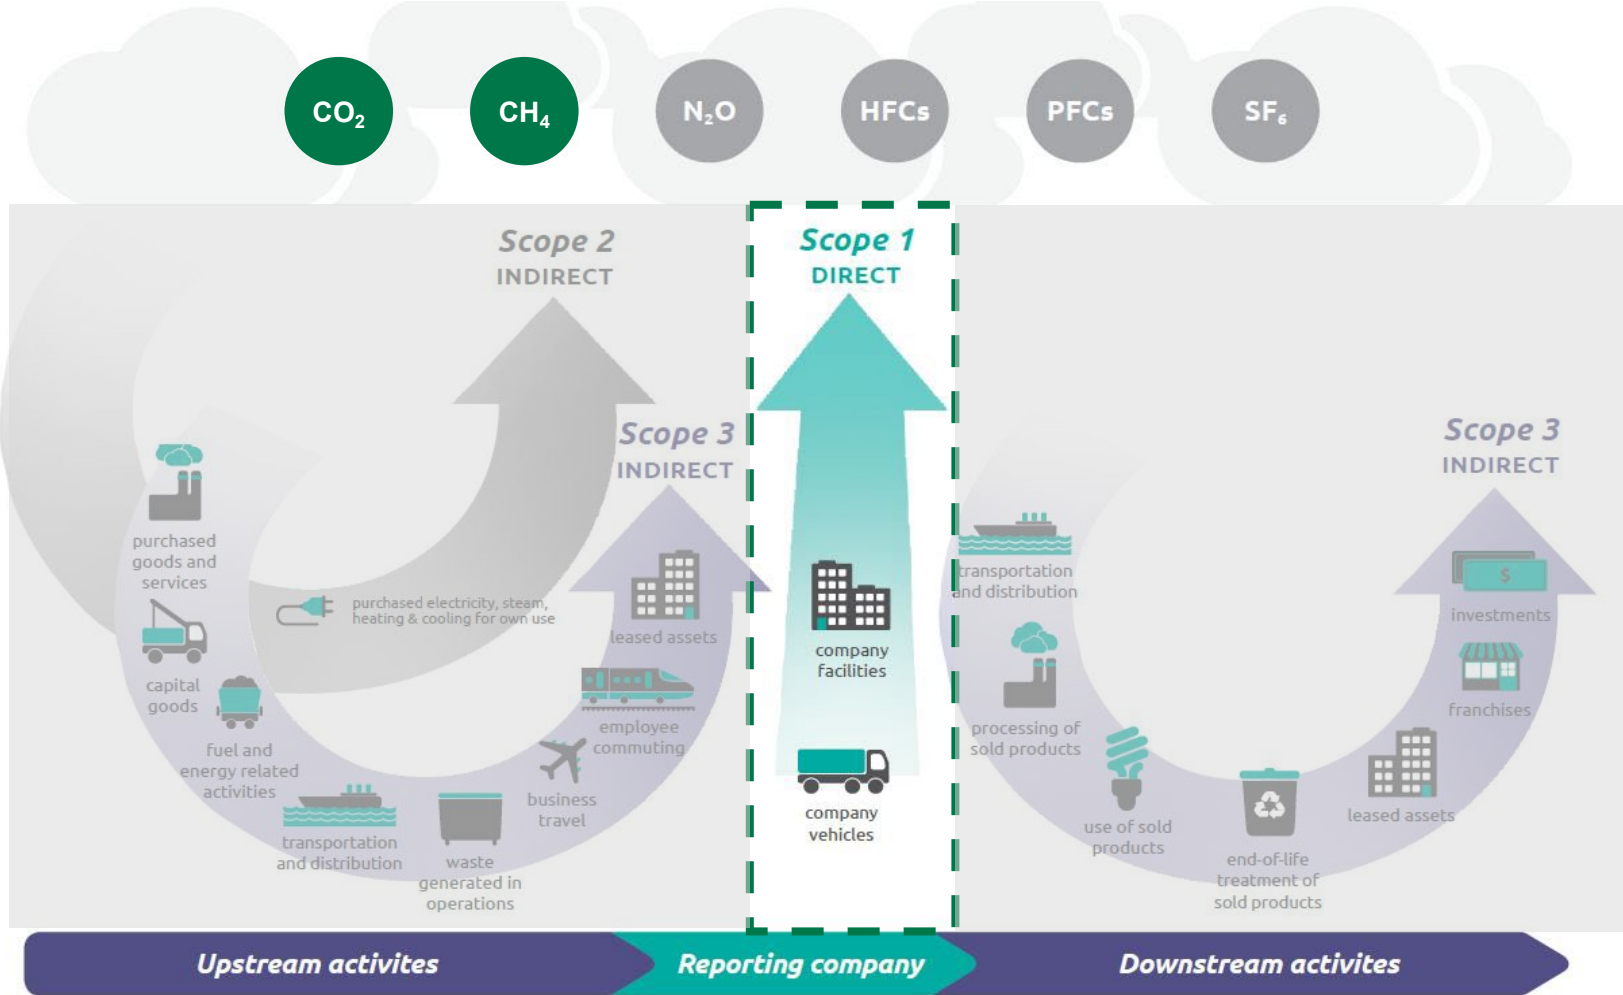 CO₂
CH₄
N₂O
HFCs
PFCs
SF₆
Scope 2
INDIRECT
Scope 1
DIRECT
Scope 3
INDIRECT
Scope 3
INDIRECT
purchased
goods and
services
purchased electricity, steam,
heating & cooling for own use
capital
goods
fuel and
energy related
activities
transportation
and distribution
waste
generated in
operations
business
travel
employee
commuting
leased assets
company
facilities
company
vehicles
transportation
and distribution
processing of
sold products
use of sold
products
end-of-life
treatment of
sold products
leased assets
franchises
$
investments
Upstream activites
Reporting company
Downstream activites